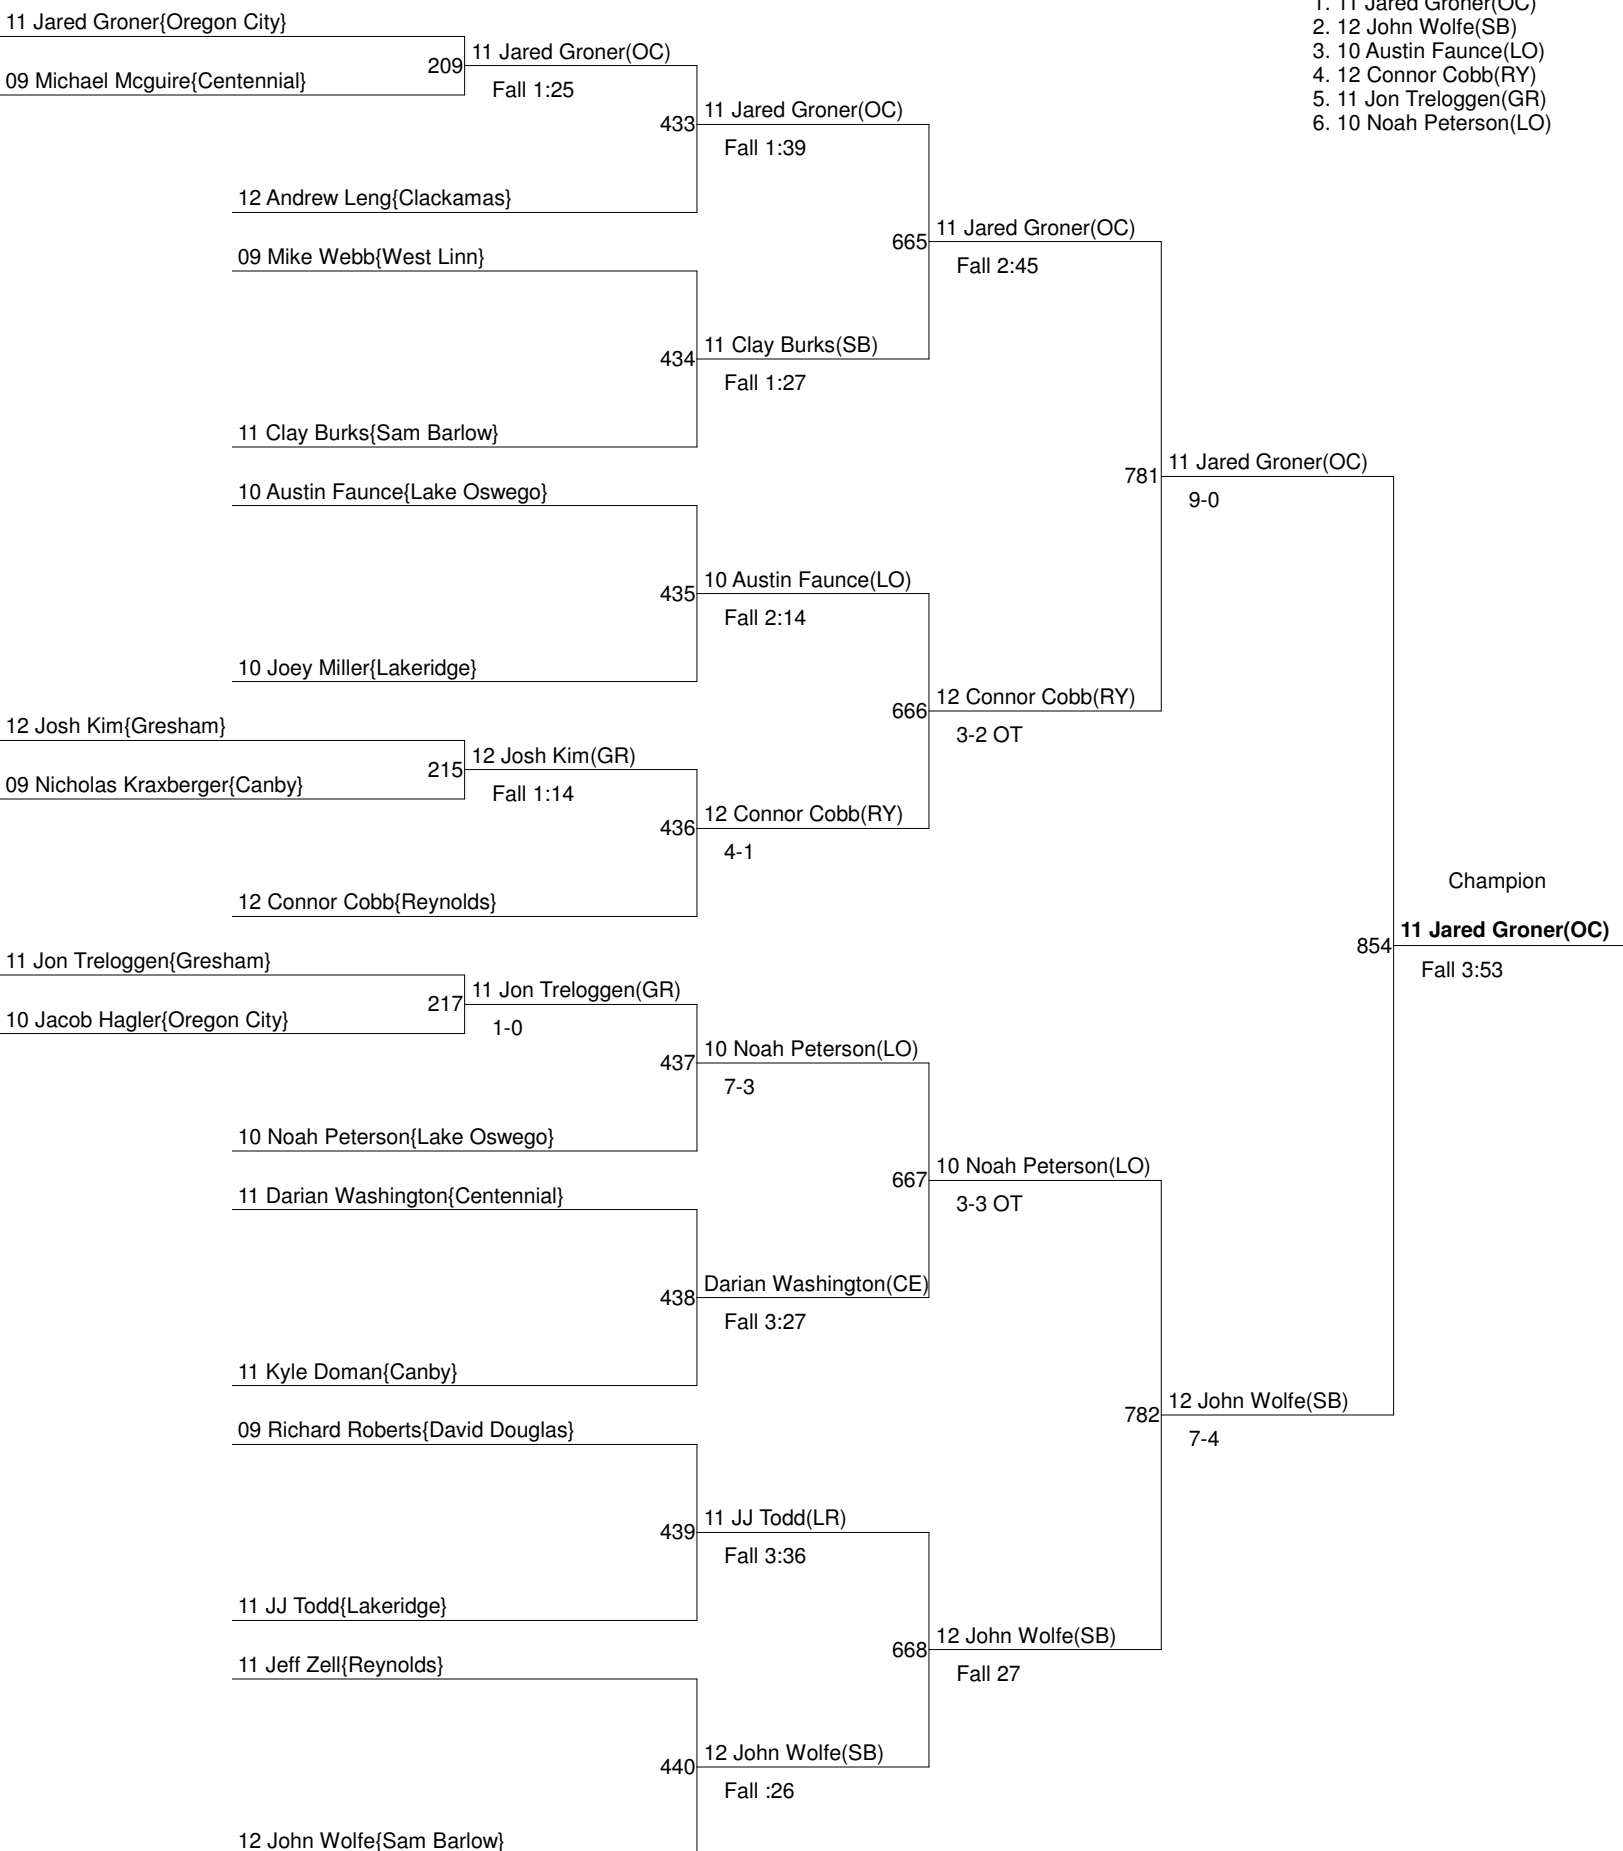 1. 11 Jared Groner(OC)
2. 12 John Wolfe(SB)
3. 10 Austin Faunce(LO)
4. 12 Connor Cobb(RY)
5. 11 Jon Treloggen(GR)
6. 10 Noah Peterson(LO)
11 Jared Groner{Oregon City}
209
11 Jared Groner(OC)
09 Michael Mcguire{Centennial}
Fall 1:25
433
11 Jared Groner(OC)
Fall 1:39
12 Andrew Leng{Clackamas}
665
11 Jared Groner(OC)
09 Mike Webb{West Linn}
Fall 2:45
434
11 Clay Burks(SB)
Fall 1:27
11 Clay Burks{Sam Barlow}
781
11 Jared Groner(OC)
10 Austin Faunce{Lake Oswego}
9-0
435
10 Austin Faunce(LO)
Fall 2:14
10 Joey Miller{Lakeridge}
666
12 Connor Cobb(RY)
12 Josh Kim{Gresham}
3-2 OT
215
12 Josh Kim(GR)
09 Nicholas Kraxberger{Canby}
Fall 1:14
436
12 Connor Cobb(RY)
4-1
Champion
12 Connor Cobb{Reynolds}
854
11 Jared Groner(OC)
11 Jon Treloggen{Gresham}
Fall 3:53
217
11 Jon Treloggen(GR)
10 Jacob Hagler{Oregon City}
1-0
437
10 Noah Peterson(LO)
7-3
10 Noah Peterson{Lake Oswego}
667
10 Noah Peterson(LO)
11 Darian Washington{Centennial}
3-3 OT
438
Darian Washington(CE)
Fall 3:27
11 Kyle Doman{Canby}
782
12 John Wolfe(SB)
09 Richard Roberts{David Douglas}
7-4
439
11 JJ Todd(LR)
Fall 3:36
11 JJ Todd{Lakeridge}
668
12 John Wolfe(SB)
11 Jeff Zell{Reynolds}
Fall 27
440
12 John Wolfe(SB)
Fall :26
12 John Wolfe{Sam Barlow}